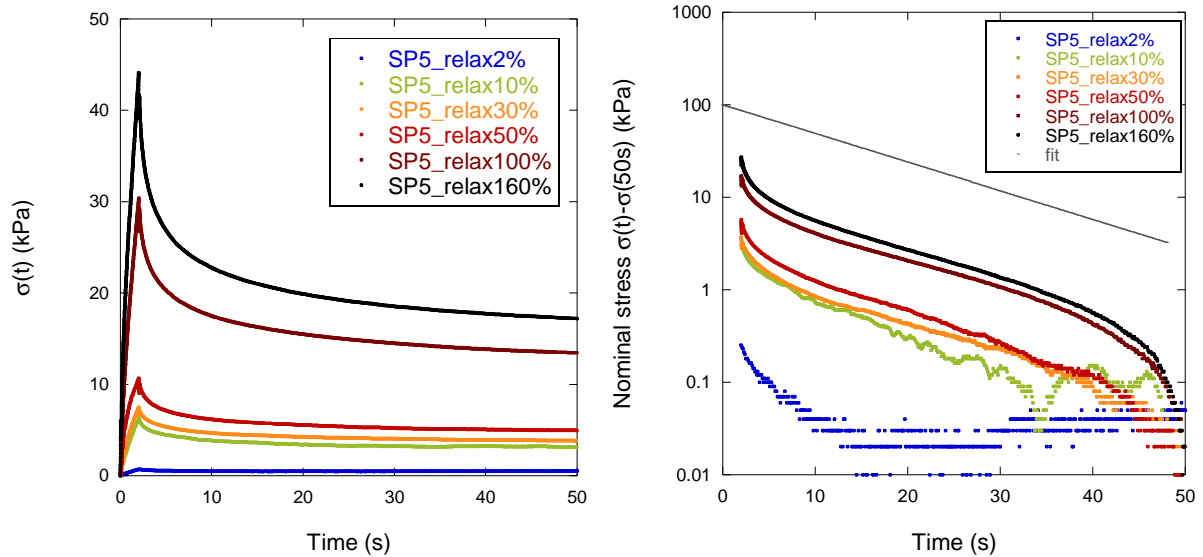 50
40
30
20
10
0
σ(t) (kPa)
SP5_relax2%
SP5_relax10%
SP5_relax30%
SP5_relax50%
SP5_relax100%
SP5_relax160%
0 10 20 30 40 50
Time (s)
1000
100
10
1
0.1
0.01
Nominal stress σ(t)-σ(50s) (kPa)
SP5_relax2%
SP5_relax10%
SP5_relax30%
SP5_relax50%
SP5_relax100%
SP5_relax160%
fit
0 10 20 30 40 50
Time (s)